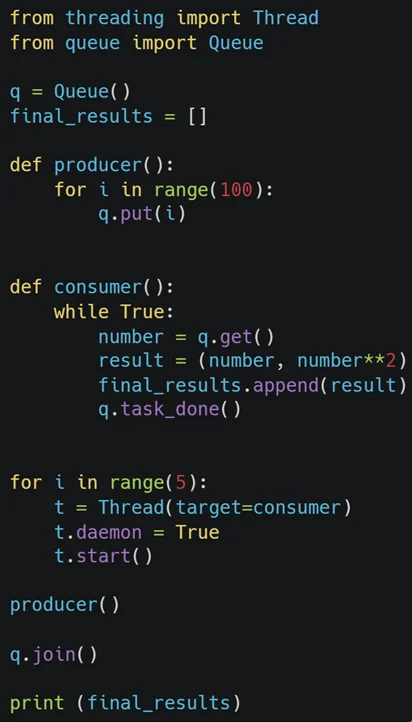 from threading import Thread
from queue import Queue

q = Queue()
final_results = []

def producer():
    for i in range(100):
        q.put(i)


def consumer():
    while True:
        number = q.get()
        result = (number, number**2)
        final_results.append(result)
        q.task_done()


for i in range(5):
    t = Thread(target=consumer)
    t.daemon = True
    t.start()

producer()

q.join()

print (final_results)